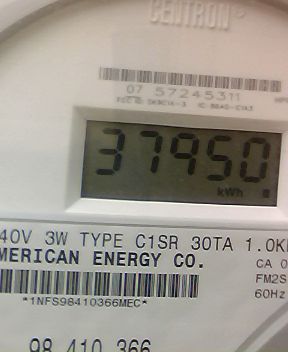 CENTRON®
07 57245311
37950
kWh
40V 3W TYPE C1SR 30TA 1.0K
MERICAN ENERGY CO.
CA 0
FM2S
60Hz
*1NFS98410366MEC*
98 410 366